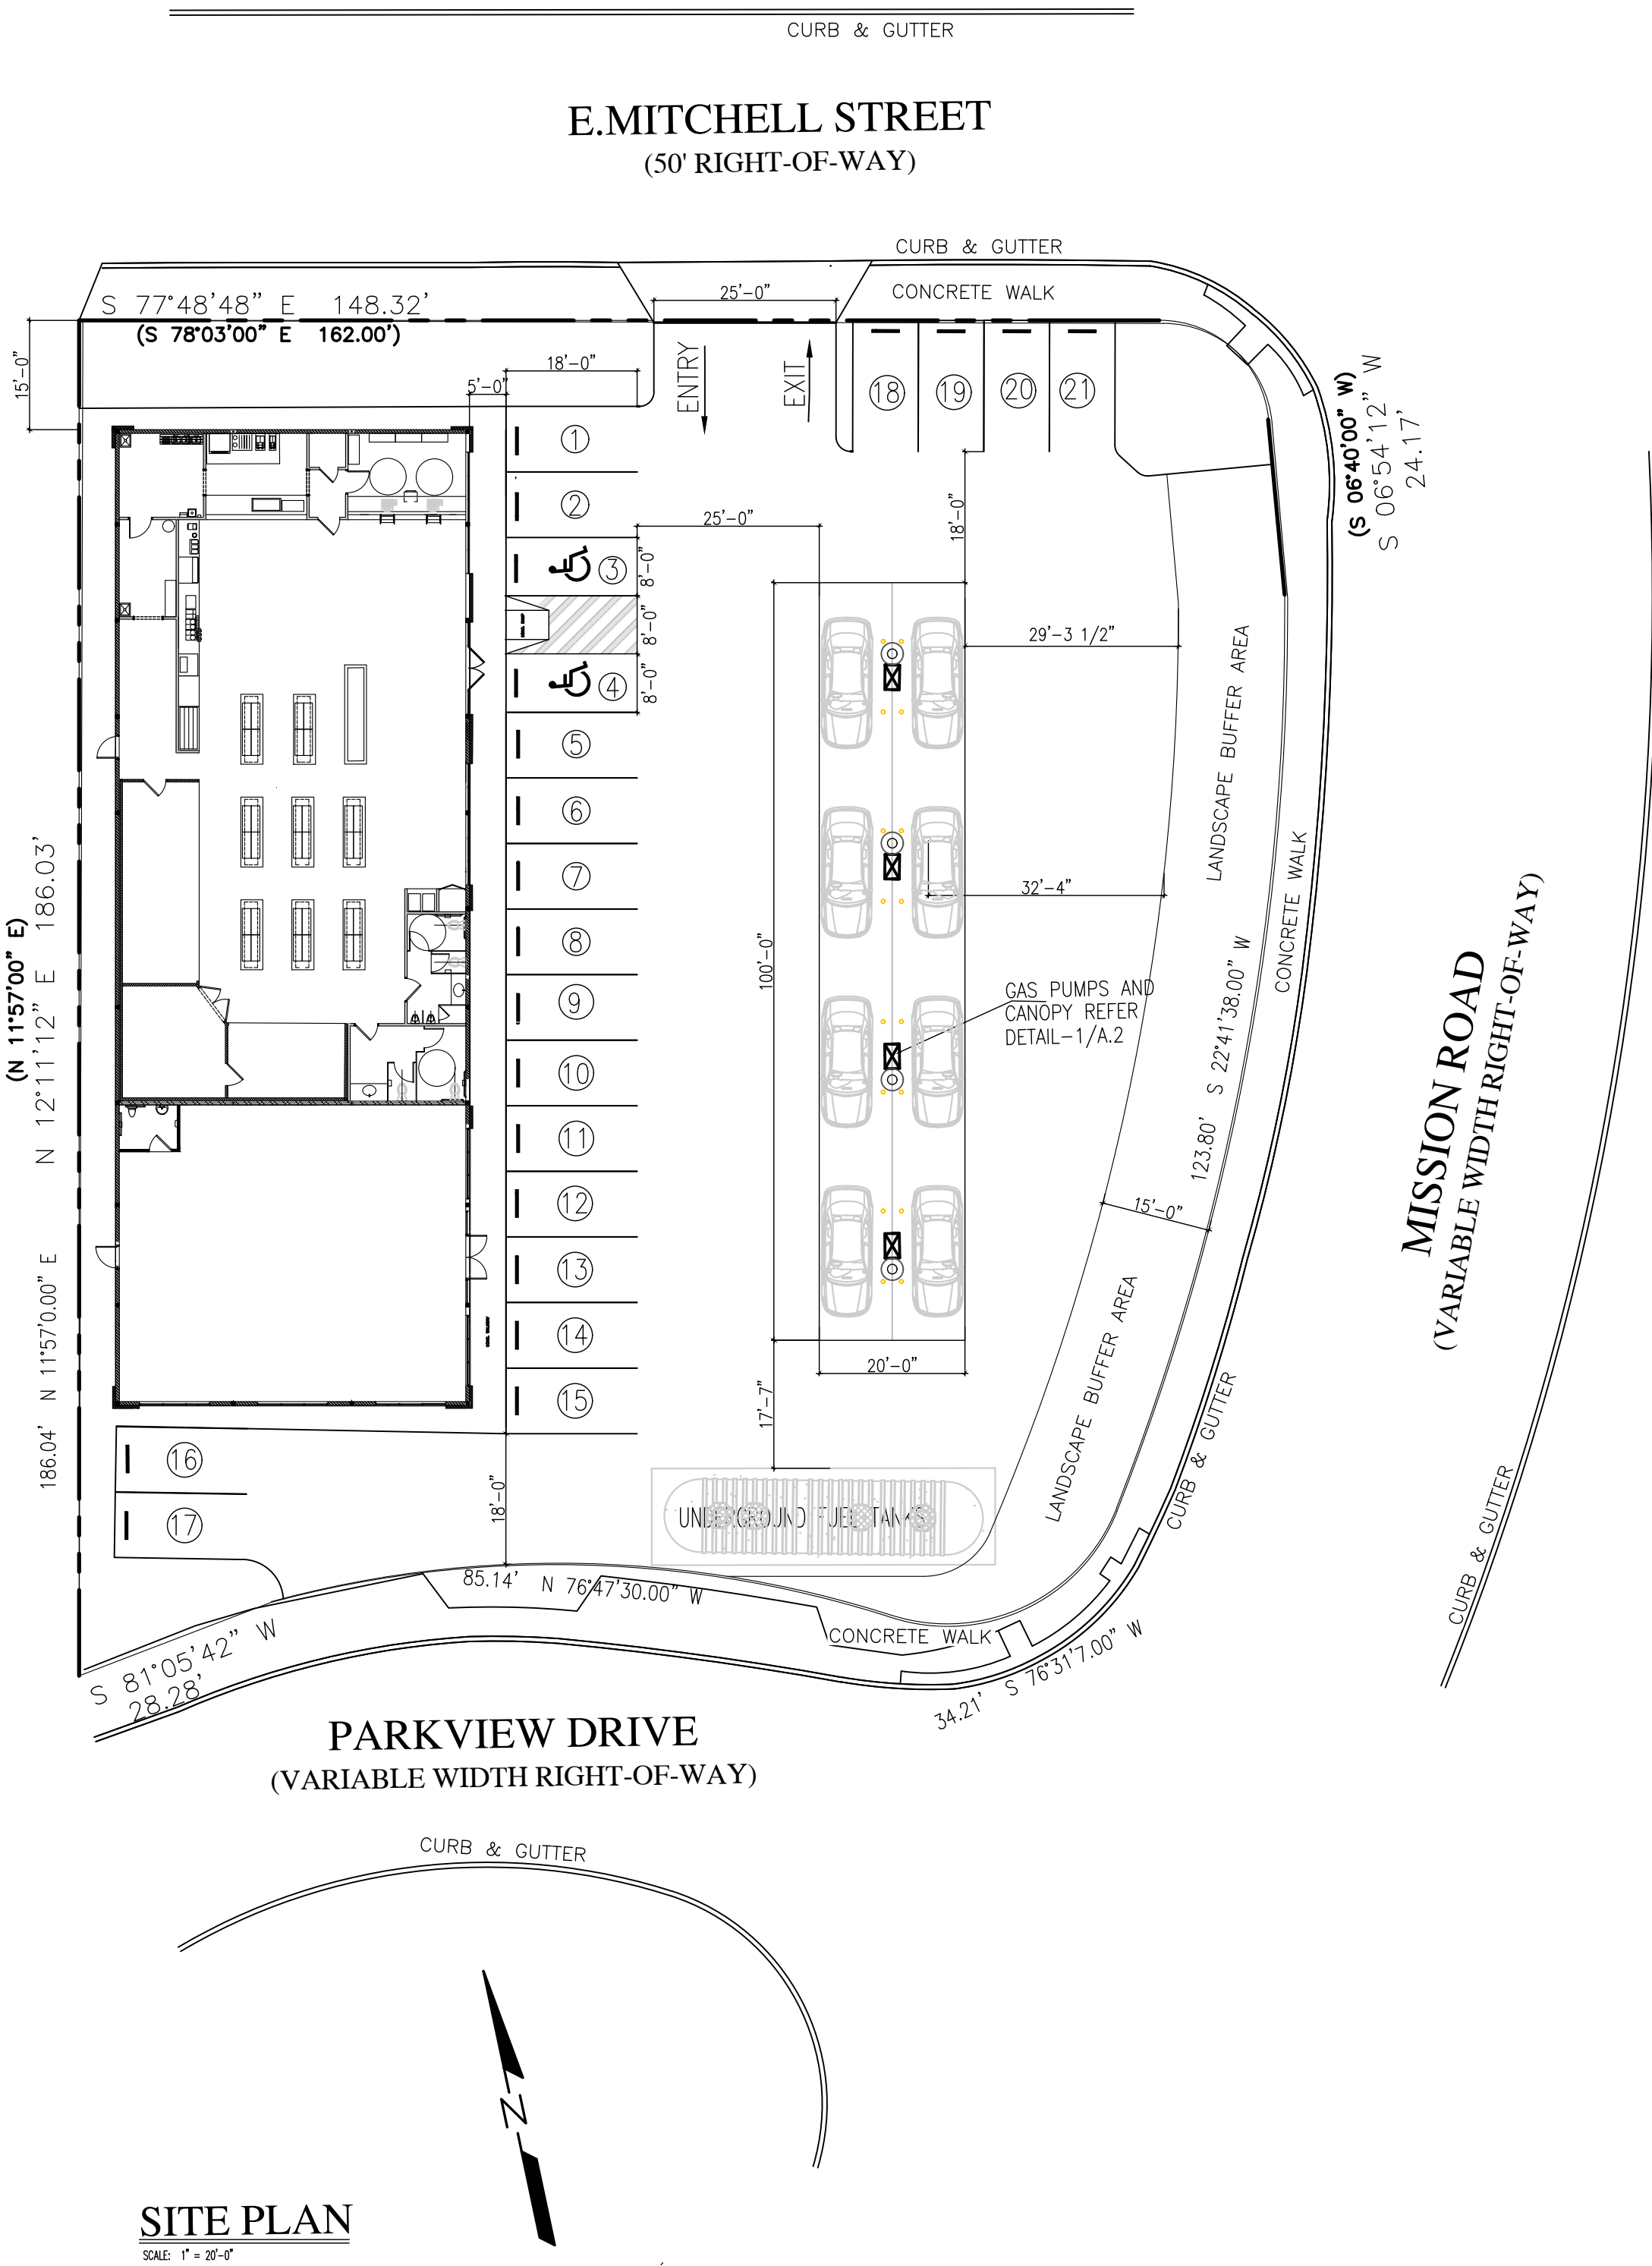 CURB & GUTTER
E.MITCHELL STREET
(50' RIGHT-OF-WAY)
CURB & GUTTER
CONCRETE WALK
25'-0"
S 77°48'48" E 148.32'
(S 78°03'00" E 162.00')
15'-0"
18'-0"
5'-0"
ENTRY
EXIT
18
19
20
21
(S 06°40'00" W)
S 06°54'12" W
24.17'
1
2
3
4
5
6
7
8
9
10
11
12
13
14
15
16
17
8'-0"
8'-0"
8'-0"
25'-0"
18'-0"
29'-3 1/2"
32'-4"
100'-0"
GAS PUMPS AND
CANOPY REFER
DETAIL-1/A.2
LANDSCAPE BUFFER AREA
CONCRETE WALK
123.80' S 22°41'38.00" W
15'-0"
LANDSCAPE BUFFER AREA
CURB & GUTTER
MISSION ROAD
(VARIABLE WIDTH RIGHT-OF-WAY)
CURB & GUTTER
(N 11°57'00" E)
N 12°11'12" E 186.03'
186.04' N 11°57'0.00" E
20'-0"
17'-7"
18'-0"
UNDERGROUND FUEL TANKS
85.14' N 76°47'30.00" W
CONCRETE WALK
S 81°05'42" W
28.28'
34.21' S 76°31'7.00" W
PARKVIEW DRIVE
(VARIABLE WIDTH RIGHT-OF-WAY)
CURB & GUTTER
N
SITE PLAN
SCALE: 1" = 20'-0"